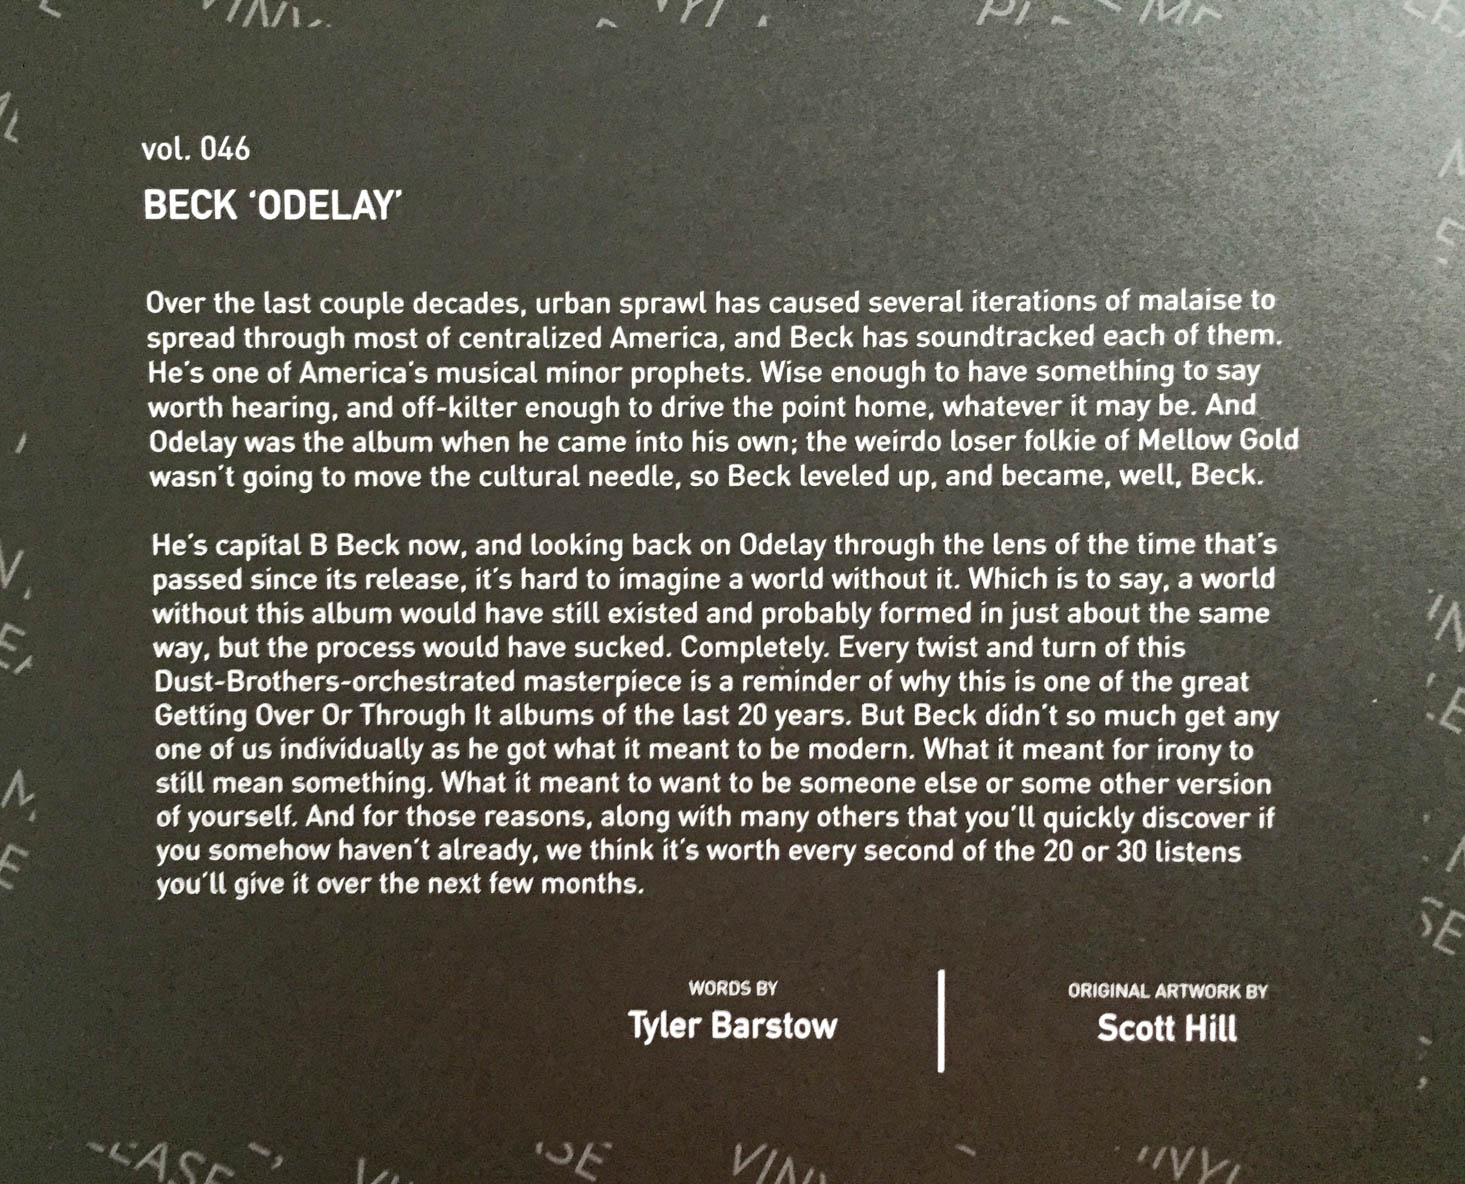 vol. 046
BECK ‘ODELAY’
Over the last couple decades, urban sprawl has caused several iterations of malaise to
spread through most of centralized America, and Beck has soundtracked each of them.
He's one of America's musical minor prophets. Wise enough to have something to say
worth hearing, and off-kilter enough to drive the point home, whatever it may be. And
Odelay was the album when he came into his own; the weirdo loser folkie of Mellow Gold
wasn't going to move the cultural needle, so Beck leveled up, and became, well, Beck.
He's capital B Beck now, and looking back on Odelay through the lens of the time that's
passed since its release, it's hard to imagine a world without it. Which is to say, a world
without this album would have still existed and probably formed in just about the same
way, but the process would have sucked. Completely. Every twist and turn of this
Dust-Brothers-orchestrated masterpiece is a reminder of why this is one of the great
Getting Over Or Through It albums of the last 20 years. But Beck didn't so much get any
one of us individually as he got what it meant to be modern. What it meant for irony to
still mean something. What it meant to want to be someone else or some other version
of yourself. And for those reasons, along with many others that you'll quickly discover if
you somehow haven't already, we think it's worth every second of the 20 or 30 listens
you'll give it over the next few months.
WORDS BY
Tyler Barstow
ORIGINAL ARTWORK BY
Scott Hill